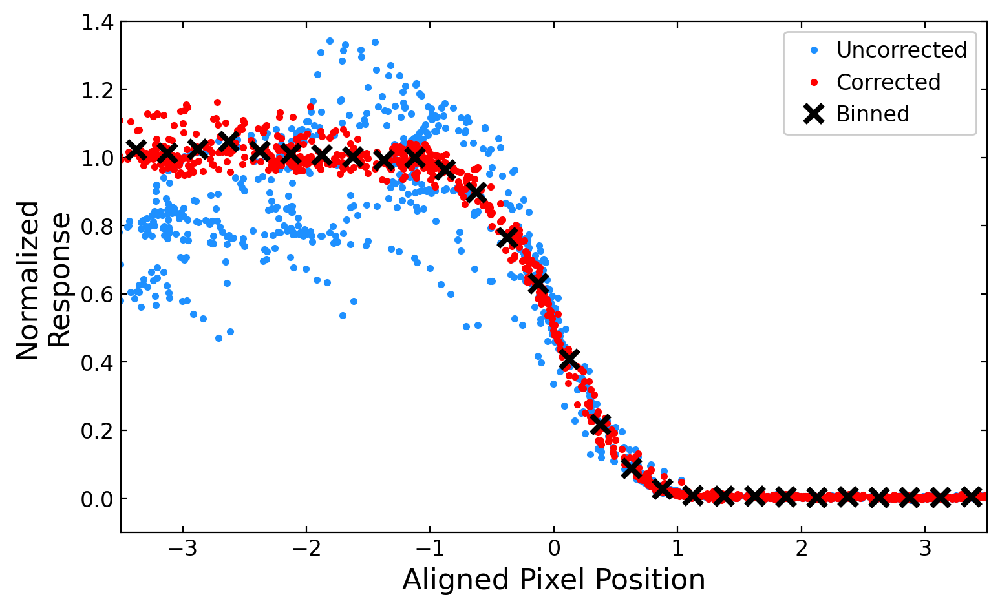 Normalized
Response
1.4
1.2
1.0
0.8
0.6
0.4
0.2
0.0
Uncorrected
Corrected
Binned
−3 −2 −1 0 1 2 3
Aligned Pixel Position